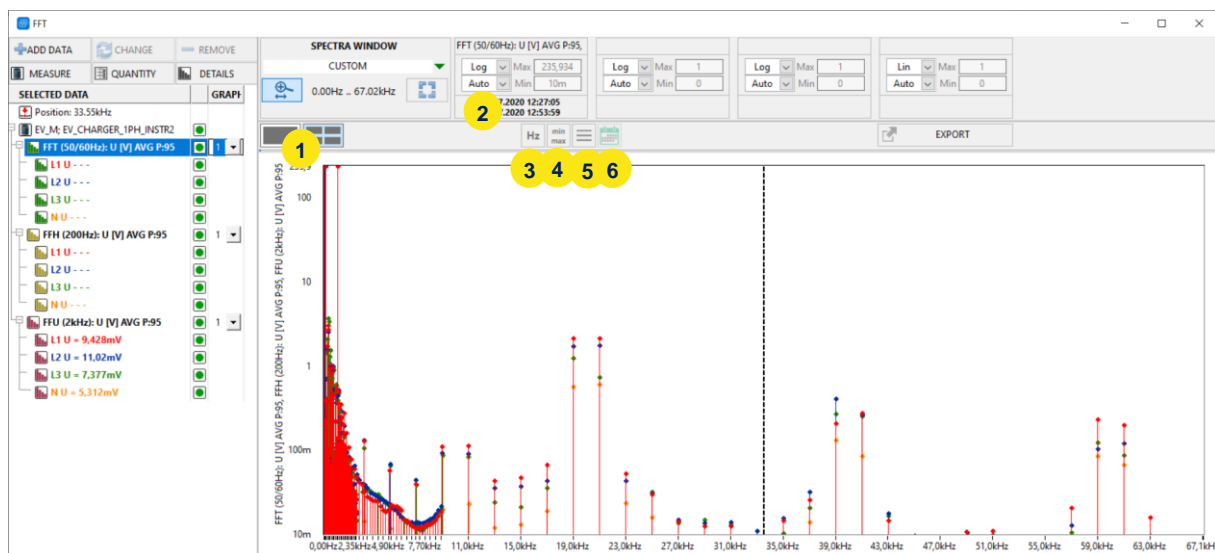 FFT
ADD DATA CHANGE REMOVE
MEASURE QUANTITY DETAILS
SELECTED DATA GRAPH
Position: 33.55kHz
EV_M; EV_CHARGER_1PH_INSTR2
FFT (50/60Hz): U [V] AVG P:95 1
L1 U - - -
L2 U - - -
L3 U - - -
N U - - -
FFH (200Hz): U [V] AVG P:95 1
L1 U - - -
L2 U - - -
L3 U - - -
N U - - -
FFU (2kHz): U [V] AVG P:95 1
L1 U = 9,428mV
L2 U = 11,02mV
L3 U = 7,377mV
N U = 5,312mV
SPECTRA WINDOW
CUSTOM
0.00Hz .. 67.02kHz
FFT (50/60Hz): U [V] AVG P:95,
Log Max 235,934
Auto Min 10m
.2020 12:27:05
.2020 12:53:59
Log Max 1
Auto Min 0
Log Max 1
Auto Min 0
Lin Max 1
Auto Min 0
Hz min max
EXPORT
1
2
3 4 5 6
FFT (50/60Hz): U [V] AVG P:95, FFH (200Hz): U [V] AVG P:95, FFU (2kHz): U [V] AVG P:95
100
10
1
100m
10m
0,00Hz 2,35kHz 4,90kHz 7,70kHz 11,0kHz 15,0kHz 19,0kHz 23,0kHz 27,0kHz 31,0kHz 35,0kHz 39,0kHz 43,0kHz 47,0kHz 51,0kHz 55,0kHz 59,0kHz 63,0kHz 67,1kH